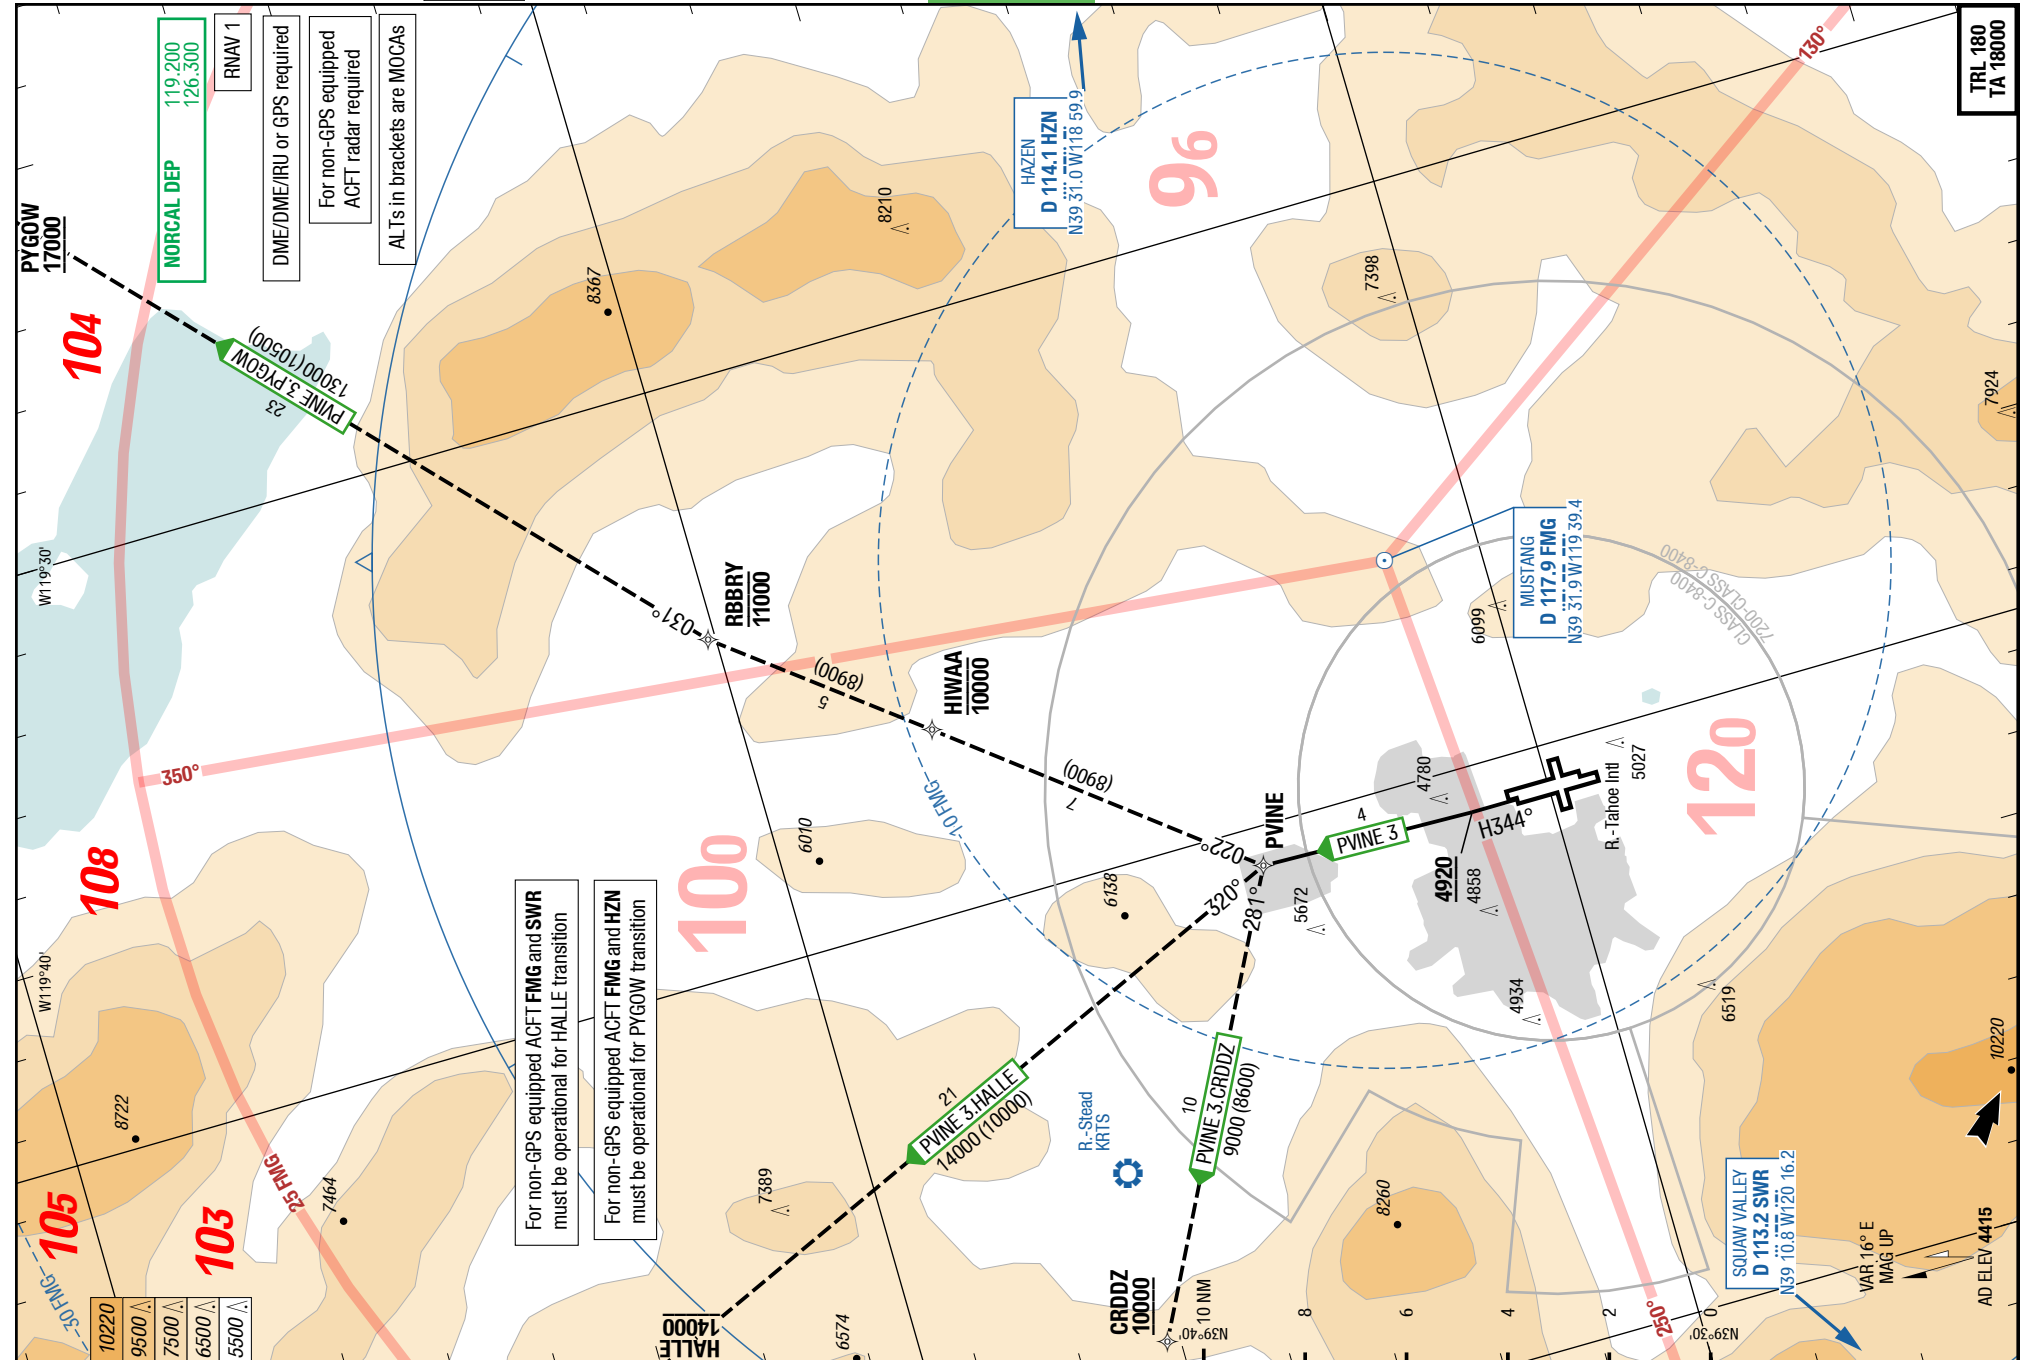 PYGOW
17000
NORCAL DEP 119.200
126.300
RNAV 1
DME/DME/IRU or GPS required
For non-GPS equipped
ACFT radar required
ALTs in brackets are MOCAs
HAZEN
D 114.1 HZN
N39 31.0 W118 59.9
130°
TRL 180
TA 18000
104
96
8210
8367
7398
7924
PVINE 3.PYGOW
13000(10500)
23
W119°30'
031°
RBBRY
11000
(8900)
5
HIWAA
10000
(8900)
7
022°
MUSTANG
D 117.9 FMG
N39 31.9 W119 39.4
6099
CLASS C-8400
7200-CLASS C-8400
350°
10 FMG
108
100
120
6010
6138
PVINE
4
PVINE 3
H344°
4920
4780
4858
5672
4934
5027
6519
R.-Tahoe Intl
320°
281°
W119°40'
8722
7464
25 FMG
105
103
30 FMG
10220
9500
7500
6500
5500
For non-GPS equipped ACFT FMG and SWR
must be operational for HALLE transition
For non-GPS equipped ACFT FMG and HZN
must be operational for PYGOW transition
21
PVINE 3.HALLE
14000 (10000)
HALLE
14000
7389
6574
R.-Stead
KRTS
10
PVINE 3.CRDDZ
9000 (8600)
CRDDZ
10000
10 NM
8
6
4
2
0
N39°40'
N39°30'
8260
250°
10220
SQUAW VALLEY
D 113.2 SWR
N39 10.8 W120 16.2
VAR 16° E
MAG UP
AD ELEV 4415